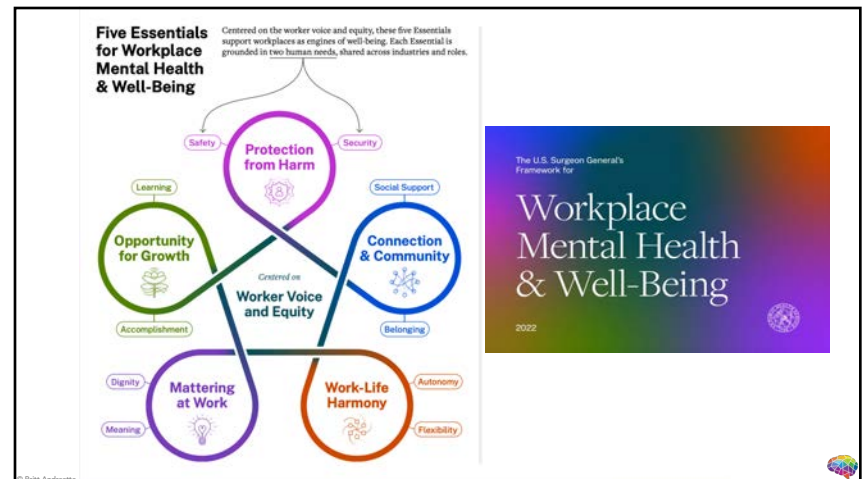 Five Essentials
for Workplace
Mental Health
& Well-Being
Centered on the worker voice and equity, these five Essentials
support workplaces as engines of well-being. Each Essential is
grounded in two human needs, shared across industries and roles.
Safety
Security
Protection
from Harm
Learning
Opportunity
for Growth
Accomplishment
Social Support
Connection
& Community
Belonging
Centered on
Worker Voice
and Equity
Dignity
Meaning
Mattering
at Work
Work-Life
Harmony
Autonomy
Flexibility
The U.S. Surgeon General's
Framework for
Workplace
Mental Health
& Well-Being
2022